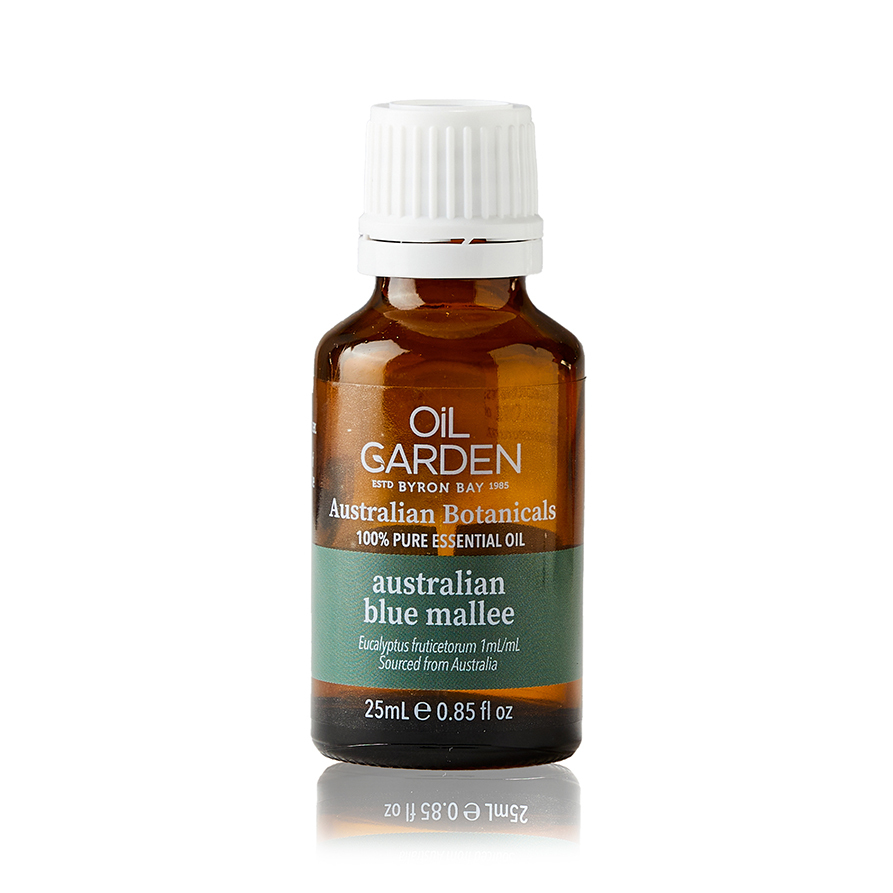 OiL
GARDEN
ESTD BYRON BAY 1985
Australian Botanicals
100% PURE ESSENTIAL OIL
australian
blue mallee
Eucalyptus fruticetorum 1mL/mL
Sourced from Australia
25mL ℮ 0.85 fl oz